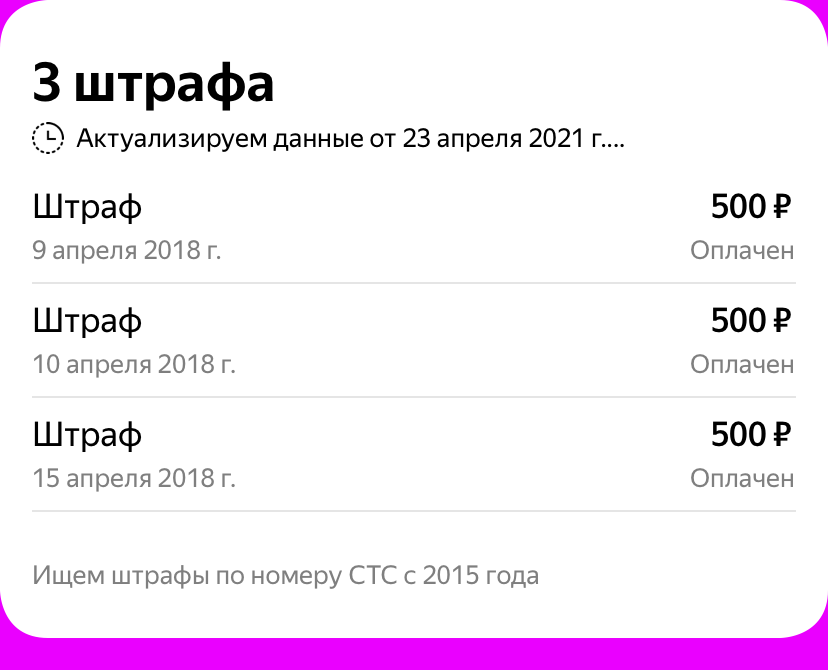 3 штрафа
Актуализируем данные от 23 апреля 2021 г....
Штраф 500 ₽
9 апреля 2018 г. Оплачен
Штраф 500 ₽
10 апреля 2018 г. Оплачен
Штраф 500 ₽
15 апреля 2018 г. Оплачен
Ищем штрафы по номеру СТС с 2015 года